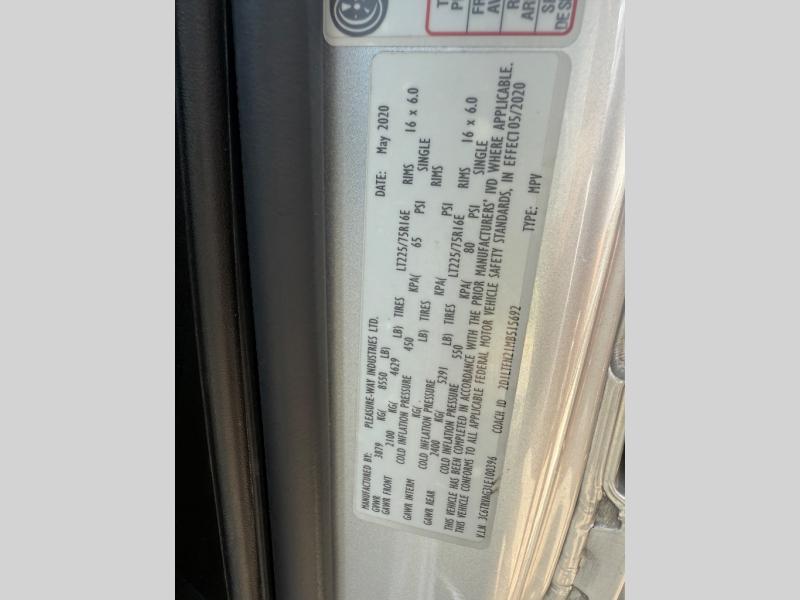 MANUFACTURED BY: PLEASURE-WAY INDUSTRIES LTD. DATE: May 2020
GVWR 3879 KG( 8550 LB)
GAWR FRONT 2100 KG( 4629 LB) TIRES LT225/75R16E RIMS 16 x 6.0
COLD INFLATION PRESSURE 450 KPA( 65 PSI SINGLE
GAWR INTERM KG( LB) TIRES RIMS
COLD INFLATION PRESSURE KPA( PSI
GAWR REAR 2400 KG( 5291 LB) TIRES LT225/75R16E RIMS 16 x 6.0
COLD INFLATION PRESSURE 550 KPA( 80 PSI SINGLE
THIS VEHICLE HAS BEEN COMPLETED IN ACCORDANCE WITH THE PRIOR MANUFACTURERS' IVD WHERE APPLICABLE.
THIS VEHICLE CONFORMS TO ALL APPLICABLE FEDERAL MOTOR VEHICLE SAFETY STANDARDS, IN EFFECT 05/2020
V.I.N 3C6TRVAG3LE100396 COACH ID 2D1LTFN21MB515692 TYPE: MPV